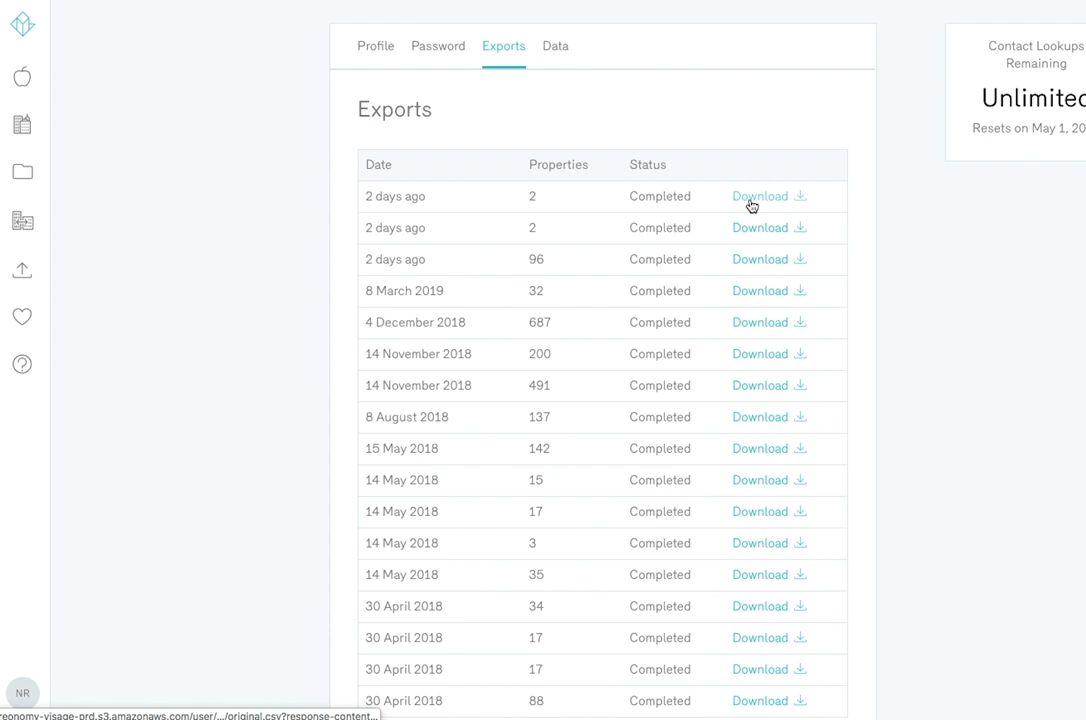 Profile Password Exports Data
Contact Lookups
Remaining
Unlimited
Resets on May 1, 20
Exports
Date Properties Status
2 days ago 2 Completed Download
2 days ago 2 Completed Download
2 days ago 96 Completed Download
8 March 2019 32 Completed Download
4 December 2018 687 Completed Download
14 November 2018 200 Completed Download
14 November 2018 491 Completed Download
8 August 2018 137 Completed Download
15 May 2018 142 Completed Download
14 May 2018 15 Completed Download
14 May 2018 17 Completed Download
14 May 2018 3 Completed Download
14 May 2018 35 Completed Download
30 April 2018 34 Completed Download
30 April 2018 17 Completed Download
30 April 2018 17 Completed Download
30 April 2018 88 Completed Download
NR
reonomy-visage-prd.s3.amazonaws.com/user/.../original.csv?response-content...